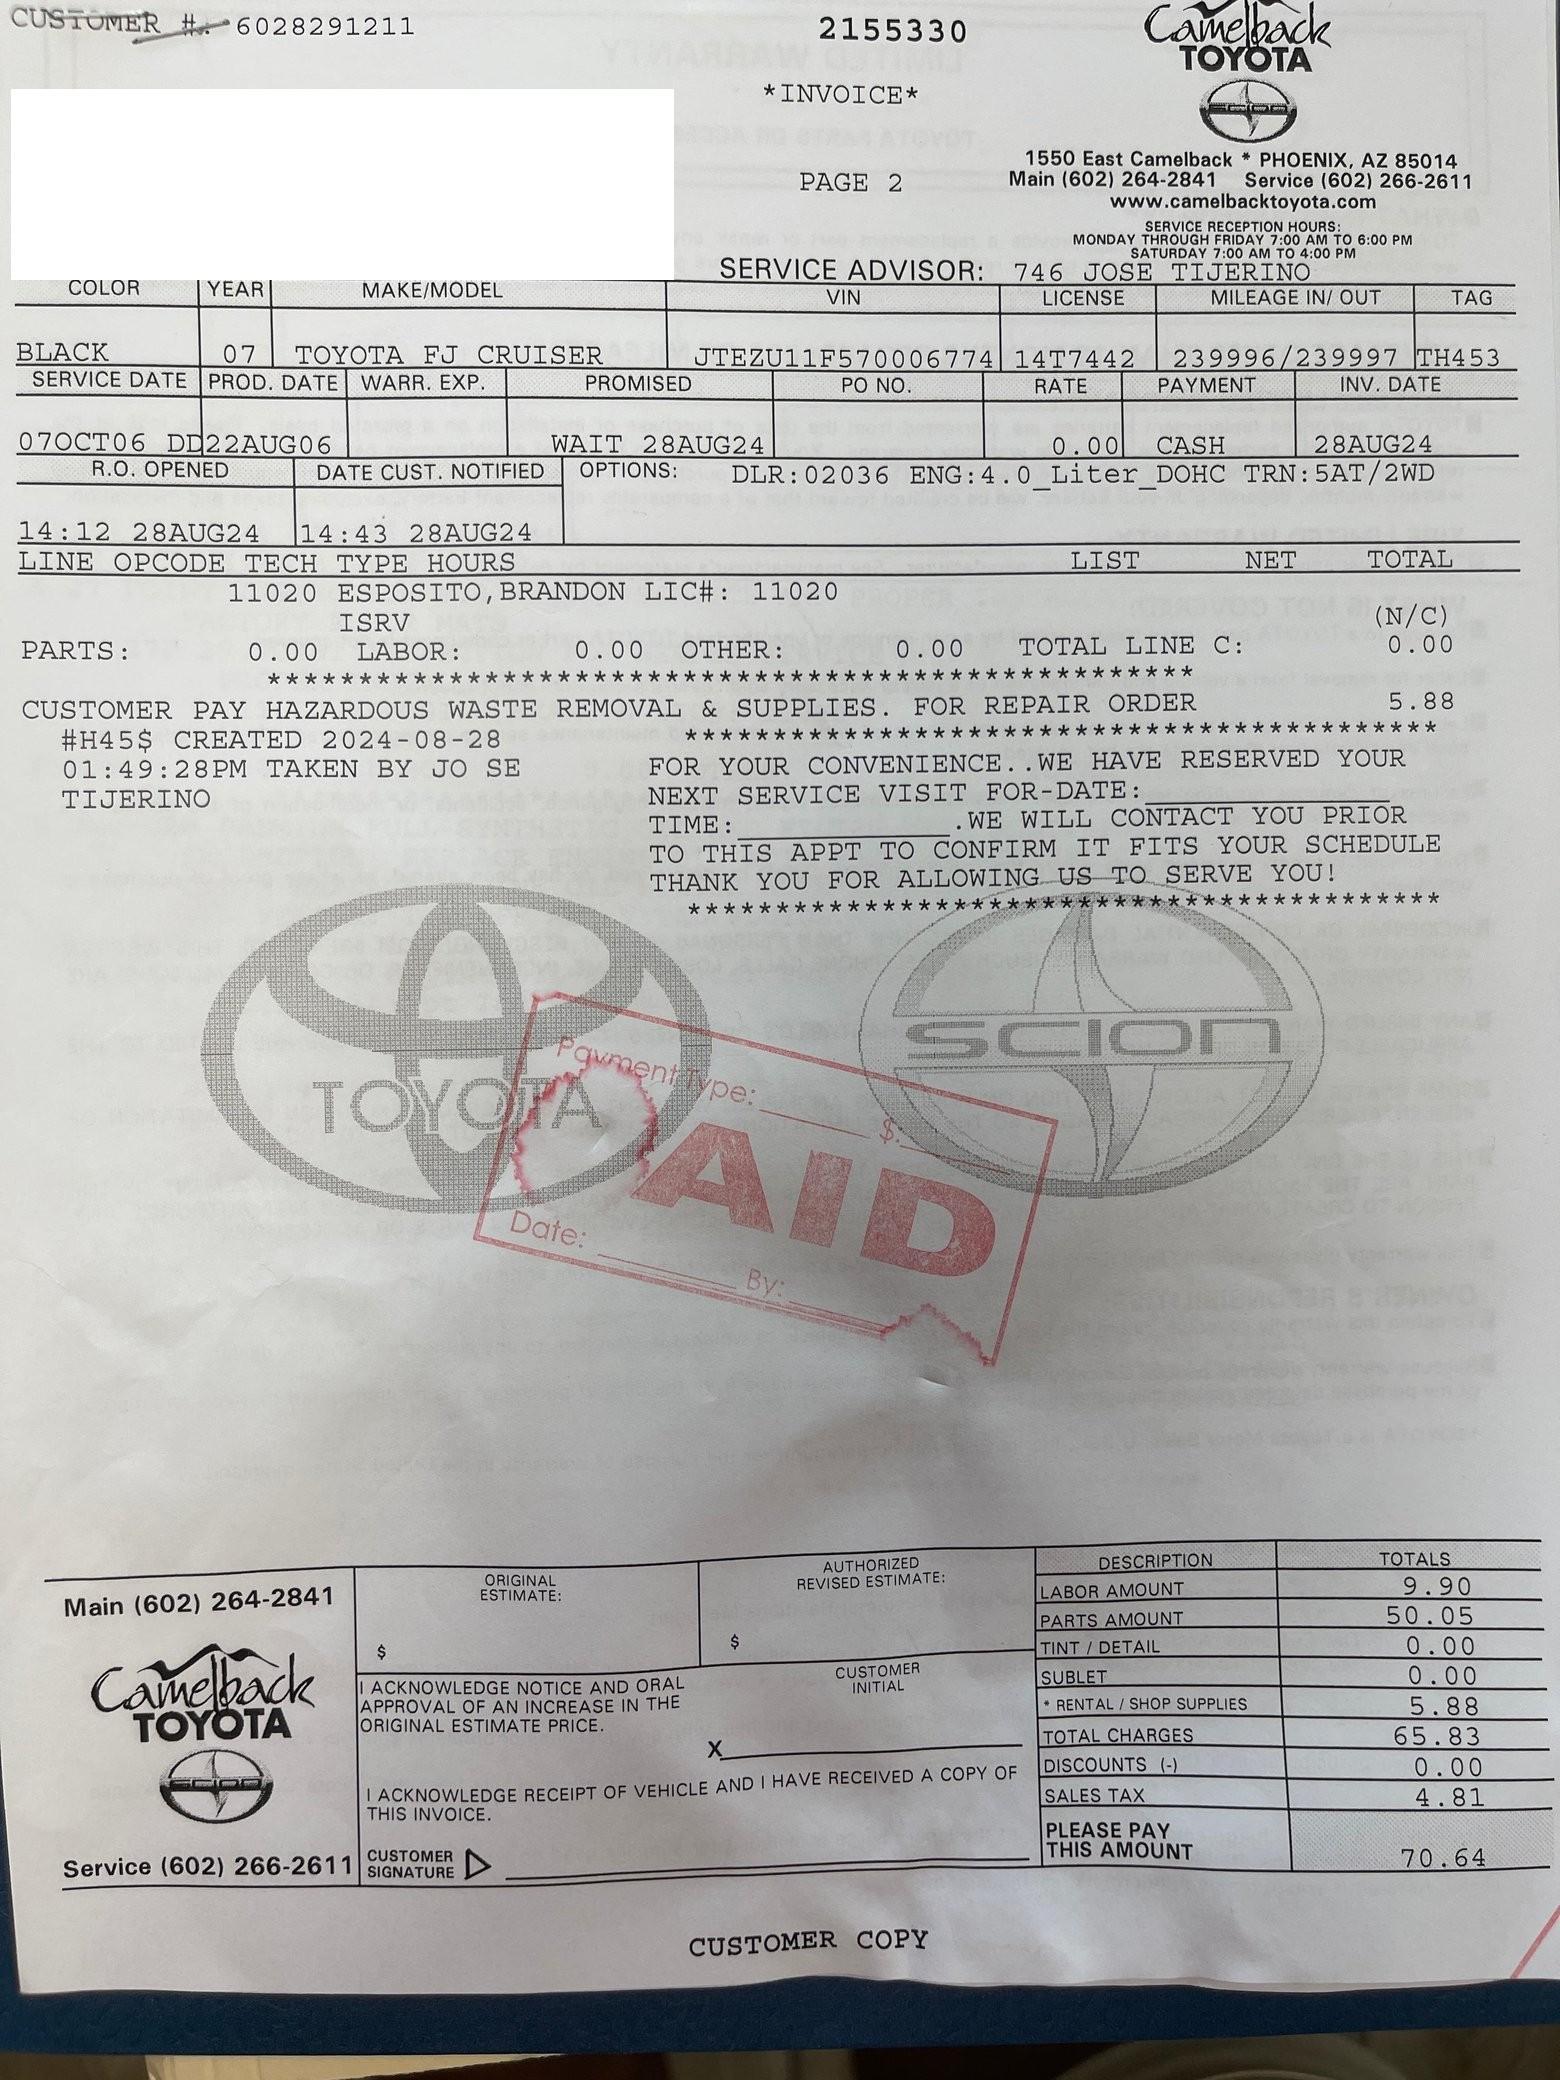 CUSTOMER #: 6028291211
2155330
Camelback
TOYOTA
SCION
*INVOICE*
PAGE 2
1550 East Camelback * PHOENIX, AZ 85014
Main (602) 264-2841 Service (602) 266-2611
www.camelbacktoyota.com
SERVICE RECEPTION HOURS:
MONDAY THROUGH FRIDAY 7:00 AM TO 6:00 PM
SATURDAY 7:00 AM TO 4:00 PM
SERVICE ADVISOR: 746 JOSE TIJERINO
COLOR YEAR MAKE/MODEL VIN LICENSE MILEAGE IN/ OUT TAG
BLACK 07 TOYOTA FJ CRUISER JTEZU11F570006774 14T7442 239996/239997 TH453
SERVICE DATE PROD. DATE WARR. EXP. PROMISED PO NO. RATE PAYMENT INV. DATE
07OCT06 DD 22AUG06 WAIT 28AUG24 0.00 CASH 28AUG24
R.O. OPENED DATE CUST. NOTIFIED OPTIONS: DLR:02036 ENG:4.0_Liter_DOHC TRN:5AT/2WD
14:12 28AUG24 14:43 28AUG24
LINE OPCODE TECH TYPE HOURS LIST NET TOTAL
11020 ESPOSITO,BRANDON LIC#: 11020
ISRV (N/C)
PARTS: 0.00 LABOR: 0.00 OTHER: 0.00 TOTAL LINE C: 0.00
****************************************************
CUSTOMER PAY HAZARDOUS WASTE REMOVAL & SUPPLIES. FOR REPAIR ORDER 5.88
#H45$ CREATED 2024-08-28
01:49:28PM TAKEN BY JO SE
TIJERINO
******************************************
FOR YOUR CONVENIENCE..WE HAVE RESERVED YOUR
NEXT SERVICE VISIT FOR-DATE:________________
TIME:______________.WE WILL CONTACT YOU PRIOR
TO THIS APPT TO CONFIRM IT FITS YOUR SCHEDULE
THANK YOU FOR ALLOWING US TO SERVE YOU!
******************************************
TOYOTA
SCION
Payment Type: ________ $.________
AID
Date: __________ By: ________
Main (602) 264-2841
Camelback
TOYOTA
SCION
Service (602) 266-2611
ORIGINAL
ESTIMATE:
$
AUTHORIZED
REVISED ESTIMATE:
$
I ACKNOWLEDGE NOTICE AND ORAL
APPROVAL OF AN INCREASE IN THE
ORIGINAL ESTIMATE PRICE.
CUSTOMER
INITIAL
X____________________
I ACKNOWLEDGE RECEIPT OF VEHICLE AND I HAVE RECEIVED A COPY OF
THIS INVOICE.
CUSTOMER
SIGNATURE
DESCRIPTION TOTALS
LABOR AMOUNT 9.90
PARTS AMOUNT 50.05
TINT / DETAIL 0.00
SUBLET 0.00
* RENTAL / SHOP SUPPLIES 5.88
TOTAL CHARGES 65.83
DISCOUNTS (-) 0.00
SALES TAX 4.81
PLEASE PAY
THIS AMOUNT 70.64
CUSTOMER COPY